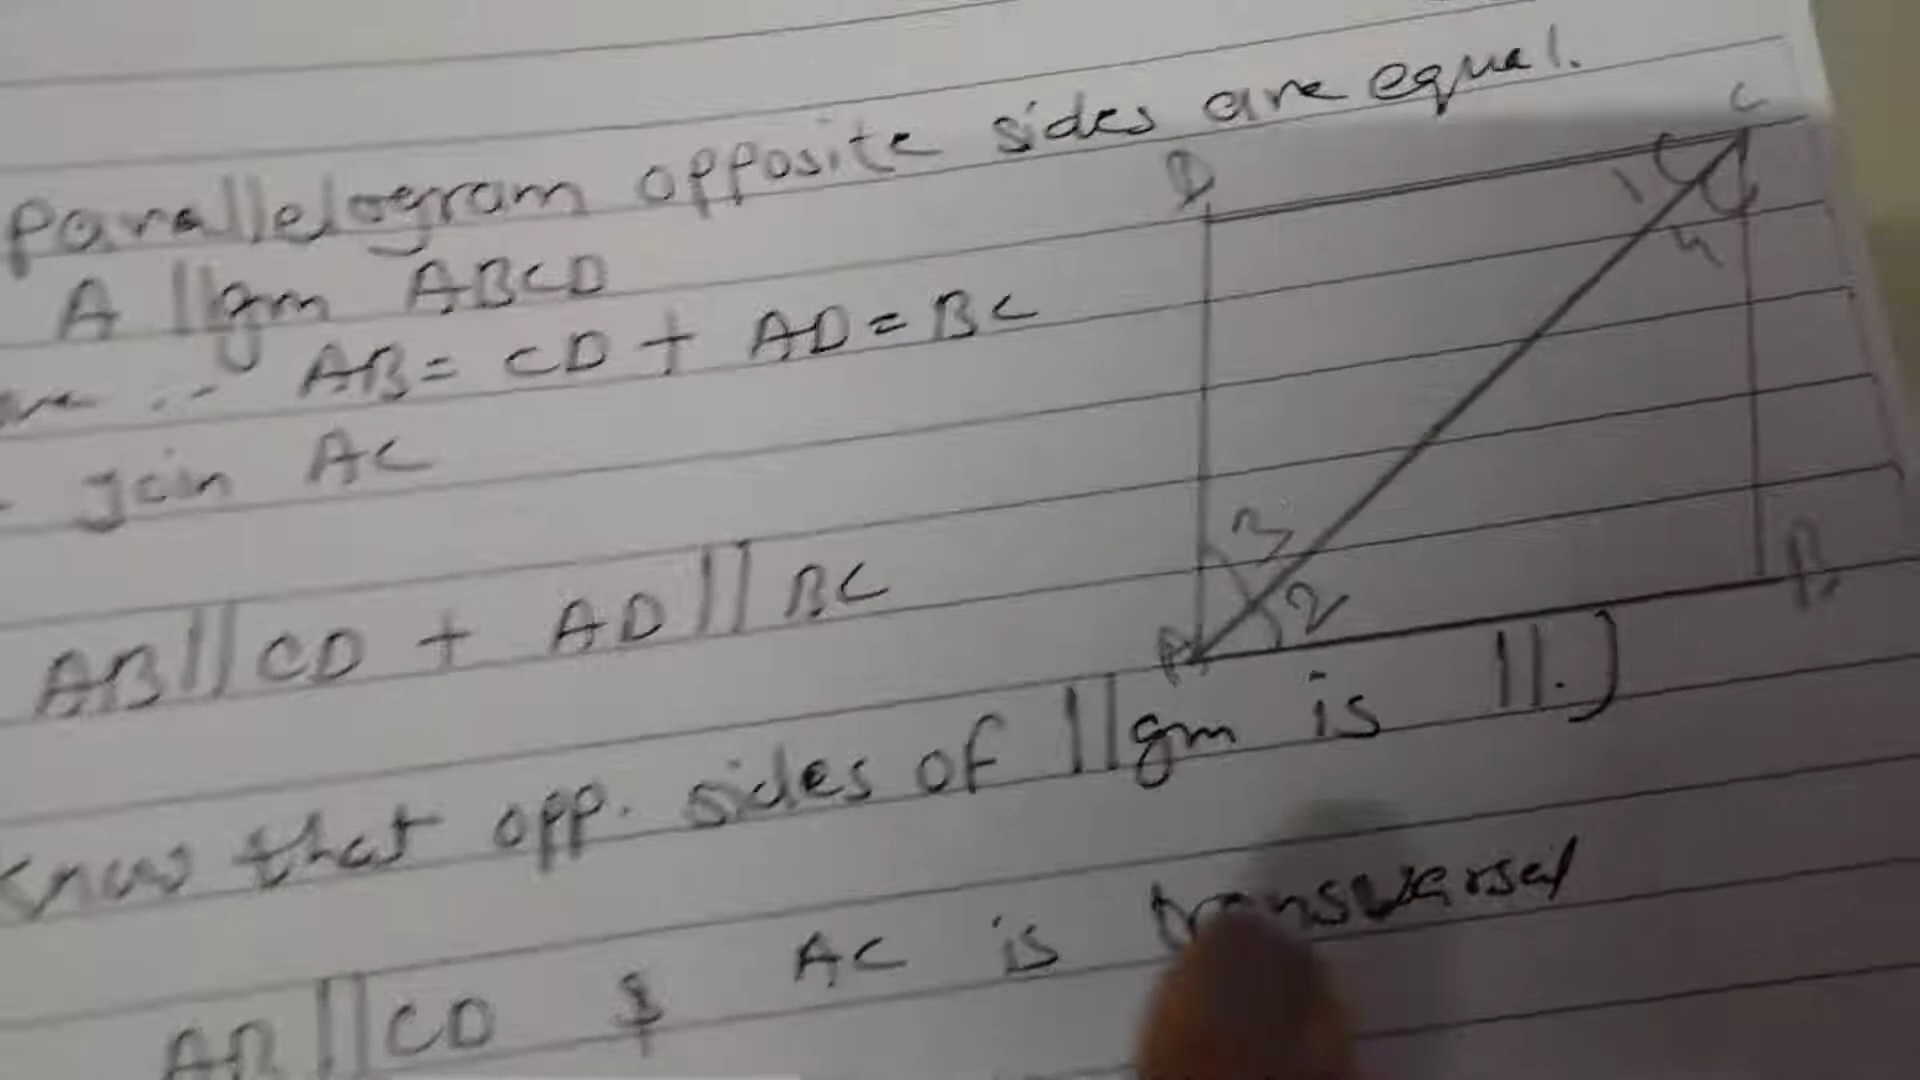 parallelogram opposite sides are equal.
A ||gm ABCD
AB = CD + AD = BC
- Join AC
AB || CD + AD || BC
know that opp. sides of ||gm is ||.)
AB || CD & AC is transversal
D
C
1
4
3
2
A
B